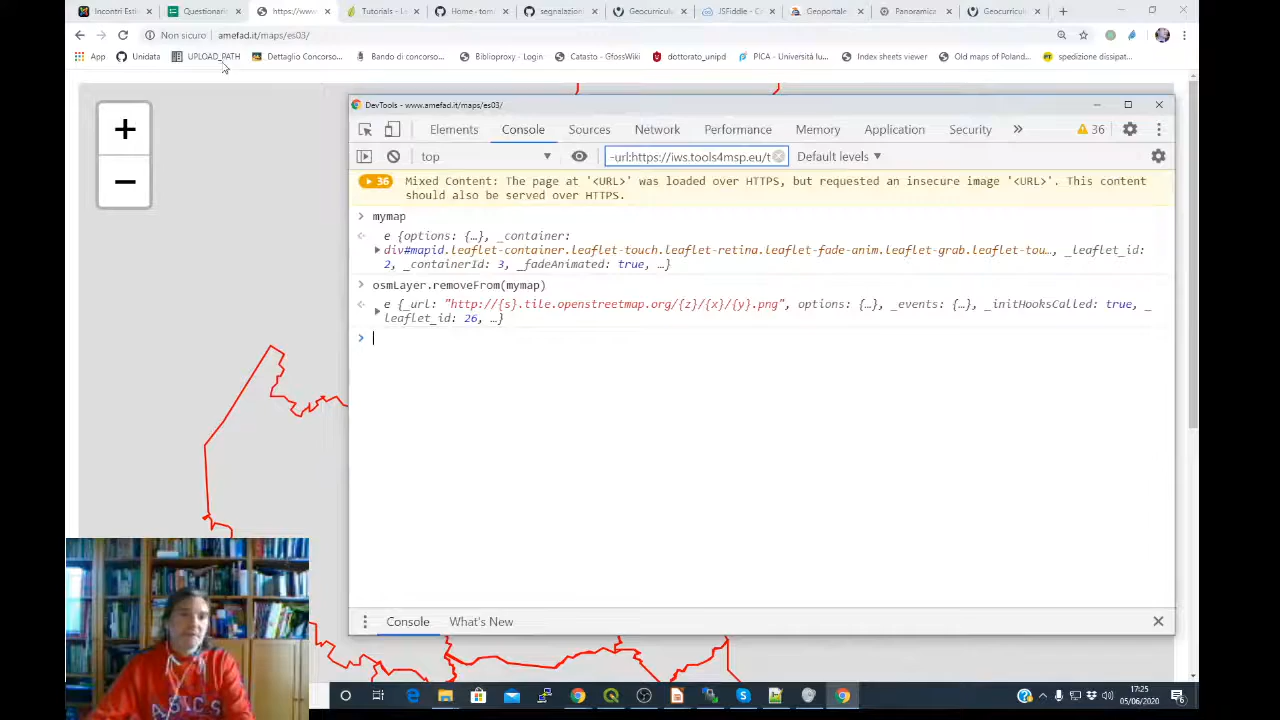 Incontri Esti
Questiona
https://www
Tutorials - L
Home - tom
segnalazioni
Geocurricul
JSFiddle - C
Geoportale
Panoramica
Geocurricul
Non sicuro
amefad.it/maps/es03/
App
Unidata
UPLOAD_PATH
Dettaglio Concorso...
Bando di concorso...
Biblioproxy - Login
Catasto - GfossWiki
dottorato_unipd
PICA - Università lu...
Index sheets viewer
Old maps of Poland...
spedizione dissipat...
+
−
DevTools - www.amefad.it/maps/es03/
Elements
Console
Sources
Network
Performance
Memory
Application
Security
36
top
-url:https://iws.tools4msp.eu/t
Default levels
36
Mixed Content: The page at '<URL>' was loaded over HTTPS, but requested an insecure image '<URL>'. This content
should also be served over HTTPS.
mymap
e {options: {…}, _container:
div#mapid.leaflet-container.leaflet-touch.leaflet-retina.leaflet-fade-anim.leaflet-grab.leaflet-tou…, _leaflet_id:
2, _containerId: 3, _fadeAnimated: true, …}
osmLayer.removeFrom(mymap)
e {_url: "http://{s}.tile.openstreetmap.org/{z}/{x}/{y}.png", options: {…}, _events: {…}, _initHooksCalled: true, _
leaflet_id: 26, …}
Console
What's New
17:25
05/06/2020